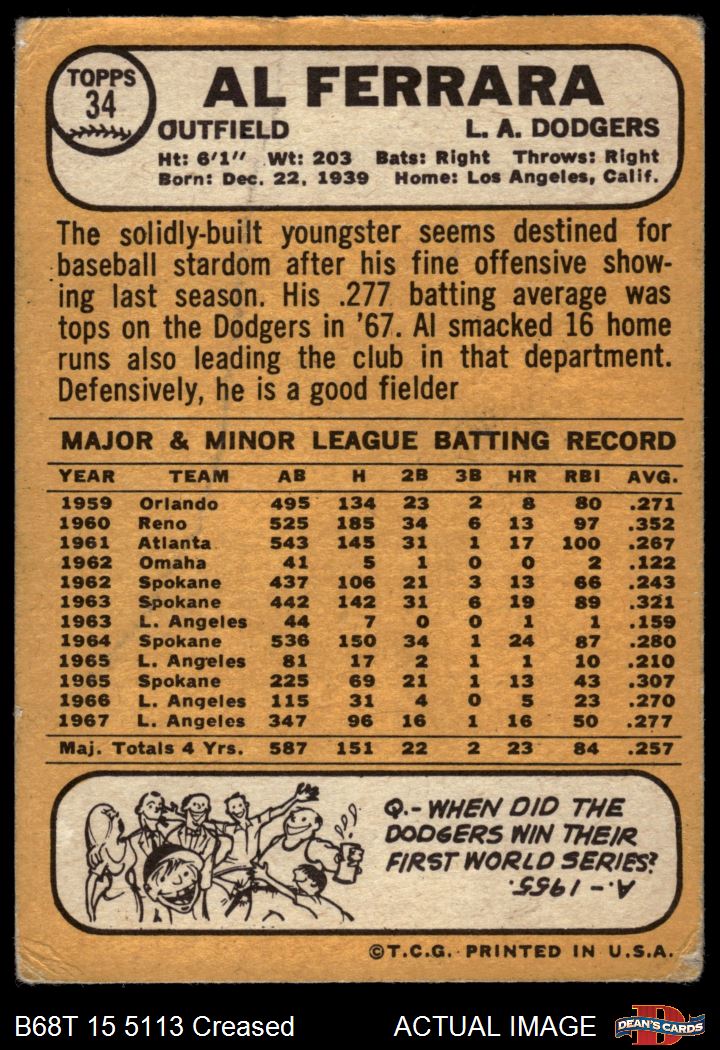 TOPPS
34
AL FERRARA
OUTFIELD L. A. DODGERS
Ht: 6'1" Wt: 203 Bats: Right Throws: Right
Born: Dec. 22, 1939 Home: Los Angeles, Calif.
The solidly-built youngster seems destined for
baseball stardom after his fine offensive show-
ing last season. His .277 batting average was
tops on the Dodgers in '67. Al smacked 16 home
runs also leading the club in that department.
Defensively, he is a good fielder
MAJOR & MINOR LEAGUE BATTING RECORD
YEAR TEAM AB H 2B 3B HR RBI AVG.
1959 Orlando 495 134 23 2 8 80 .271
1960 Reno 525 185 34 6 13 97 .352
1961 Atlanta 543 145 31 1 17 100 .267
1962 Omaha 41 5 1 0 0 2 .122
1962 Spokane 437 106 21 3 13 66 .243
1963 Spokane 442 142 31 6 19 89 .321
1963 L. Angeles 44 7 0 0 1 1 .159
1964 Spokane 536 150 34 1 24 87 .280
1965 L. Angeles 81 17 2 1 1 10 .210
1965 Spokane 225 69 21 1 13 43 .307
1966 L. Angeles 115 31 4 0 5 23 .270
1967 L. Angeles 347 96 16 1 16 50 .277
Maj. Totals 4 Yrs. 587 151 22 2 23 84 .257
Q.- WHEN DID THE
DODGERS WIN THEIR
FIRST WORLD SERIES?
A.- 1955.
©T.C.G. PRINTED IN U.S.A.
B68T 15 5113 Creased ACTUAL IMAGE DEAN'S CARDS